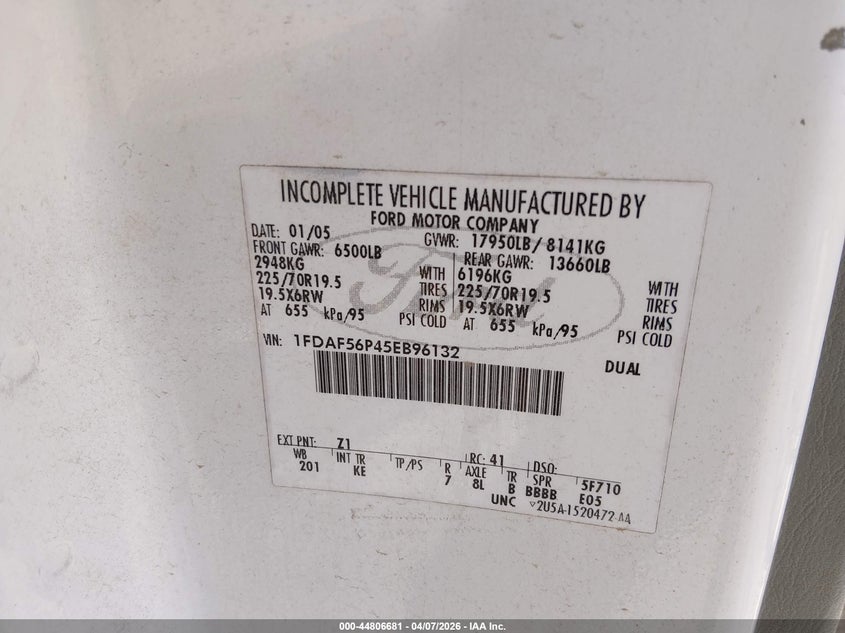 INCOMPLETE VEHICLE MANUFACTURED BY
FORD MOTOR COMPANY
DATE: 01/05 GVWR: 17950LB/ 8141KG
FRONT GAWR: 6500LB REAR GAWR: 13660LB
2948KG WITH 6196KG WITH
225/70R19.5 TIRES 225/70R19.5 TIRES
19.5X6RW RIMS 19.5X6RW RIMS
AT 655 kPa/95 PSI COLD AT 655 kPa/95 PSI COLD
VIN: 1FDAF56P45EB96132 DUAL
Ford
EXT PNT: Z1 RC: 41 DSO:
WB INT TR TP/PS R AXLE TR SPR 5F710
201 KE 7 8L B BBBB E05
UNC ▽2U5A-1520472-AA
000-44806681 - 04/07/2026 - IAA Inc.